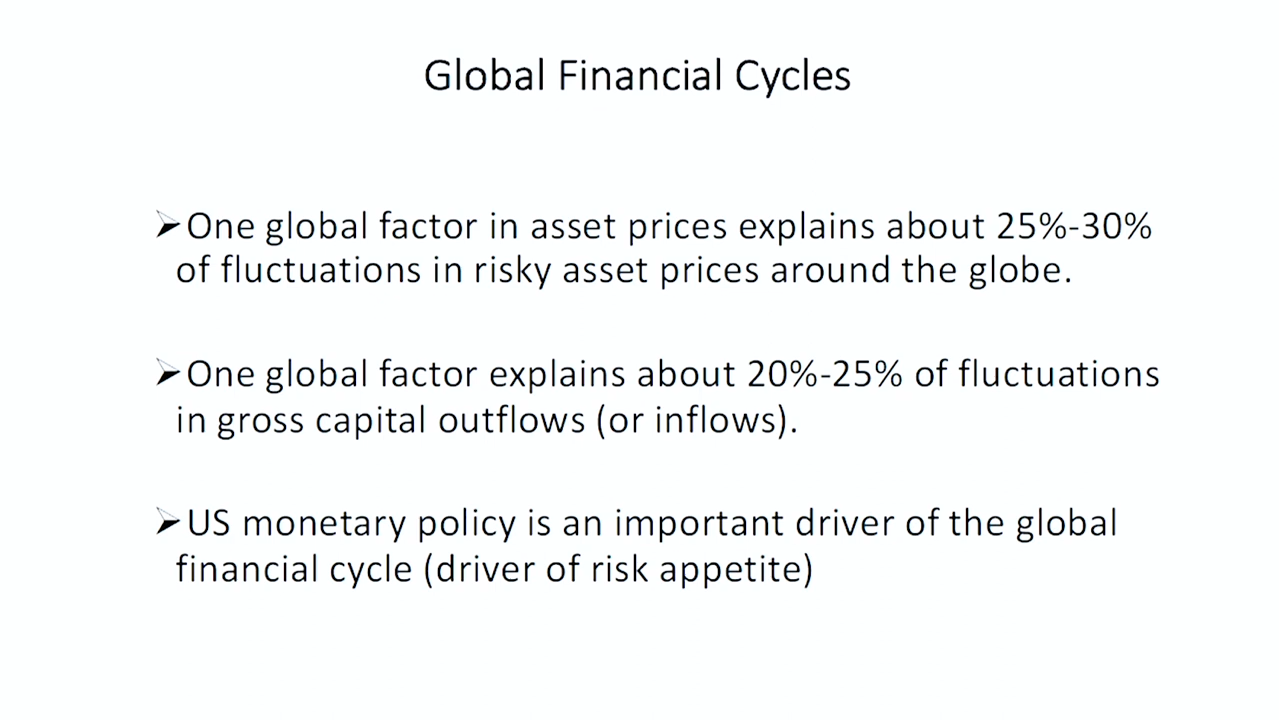 Global Financial Cycles
➢One global factor in asset prices explains about 25%-30%
of fluctuations in risky asset prices around the globe.
➢One global factor explains about 20%-25% of fluctuations
in gross capital outflows (or inflows).
➢US monetary policy is an important driver of the global
financial cycle (driver of risk appetite)